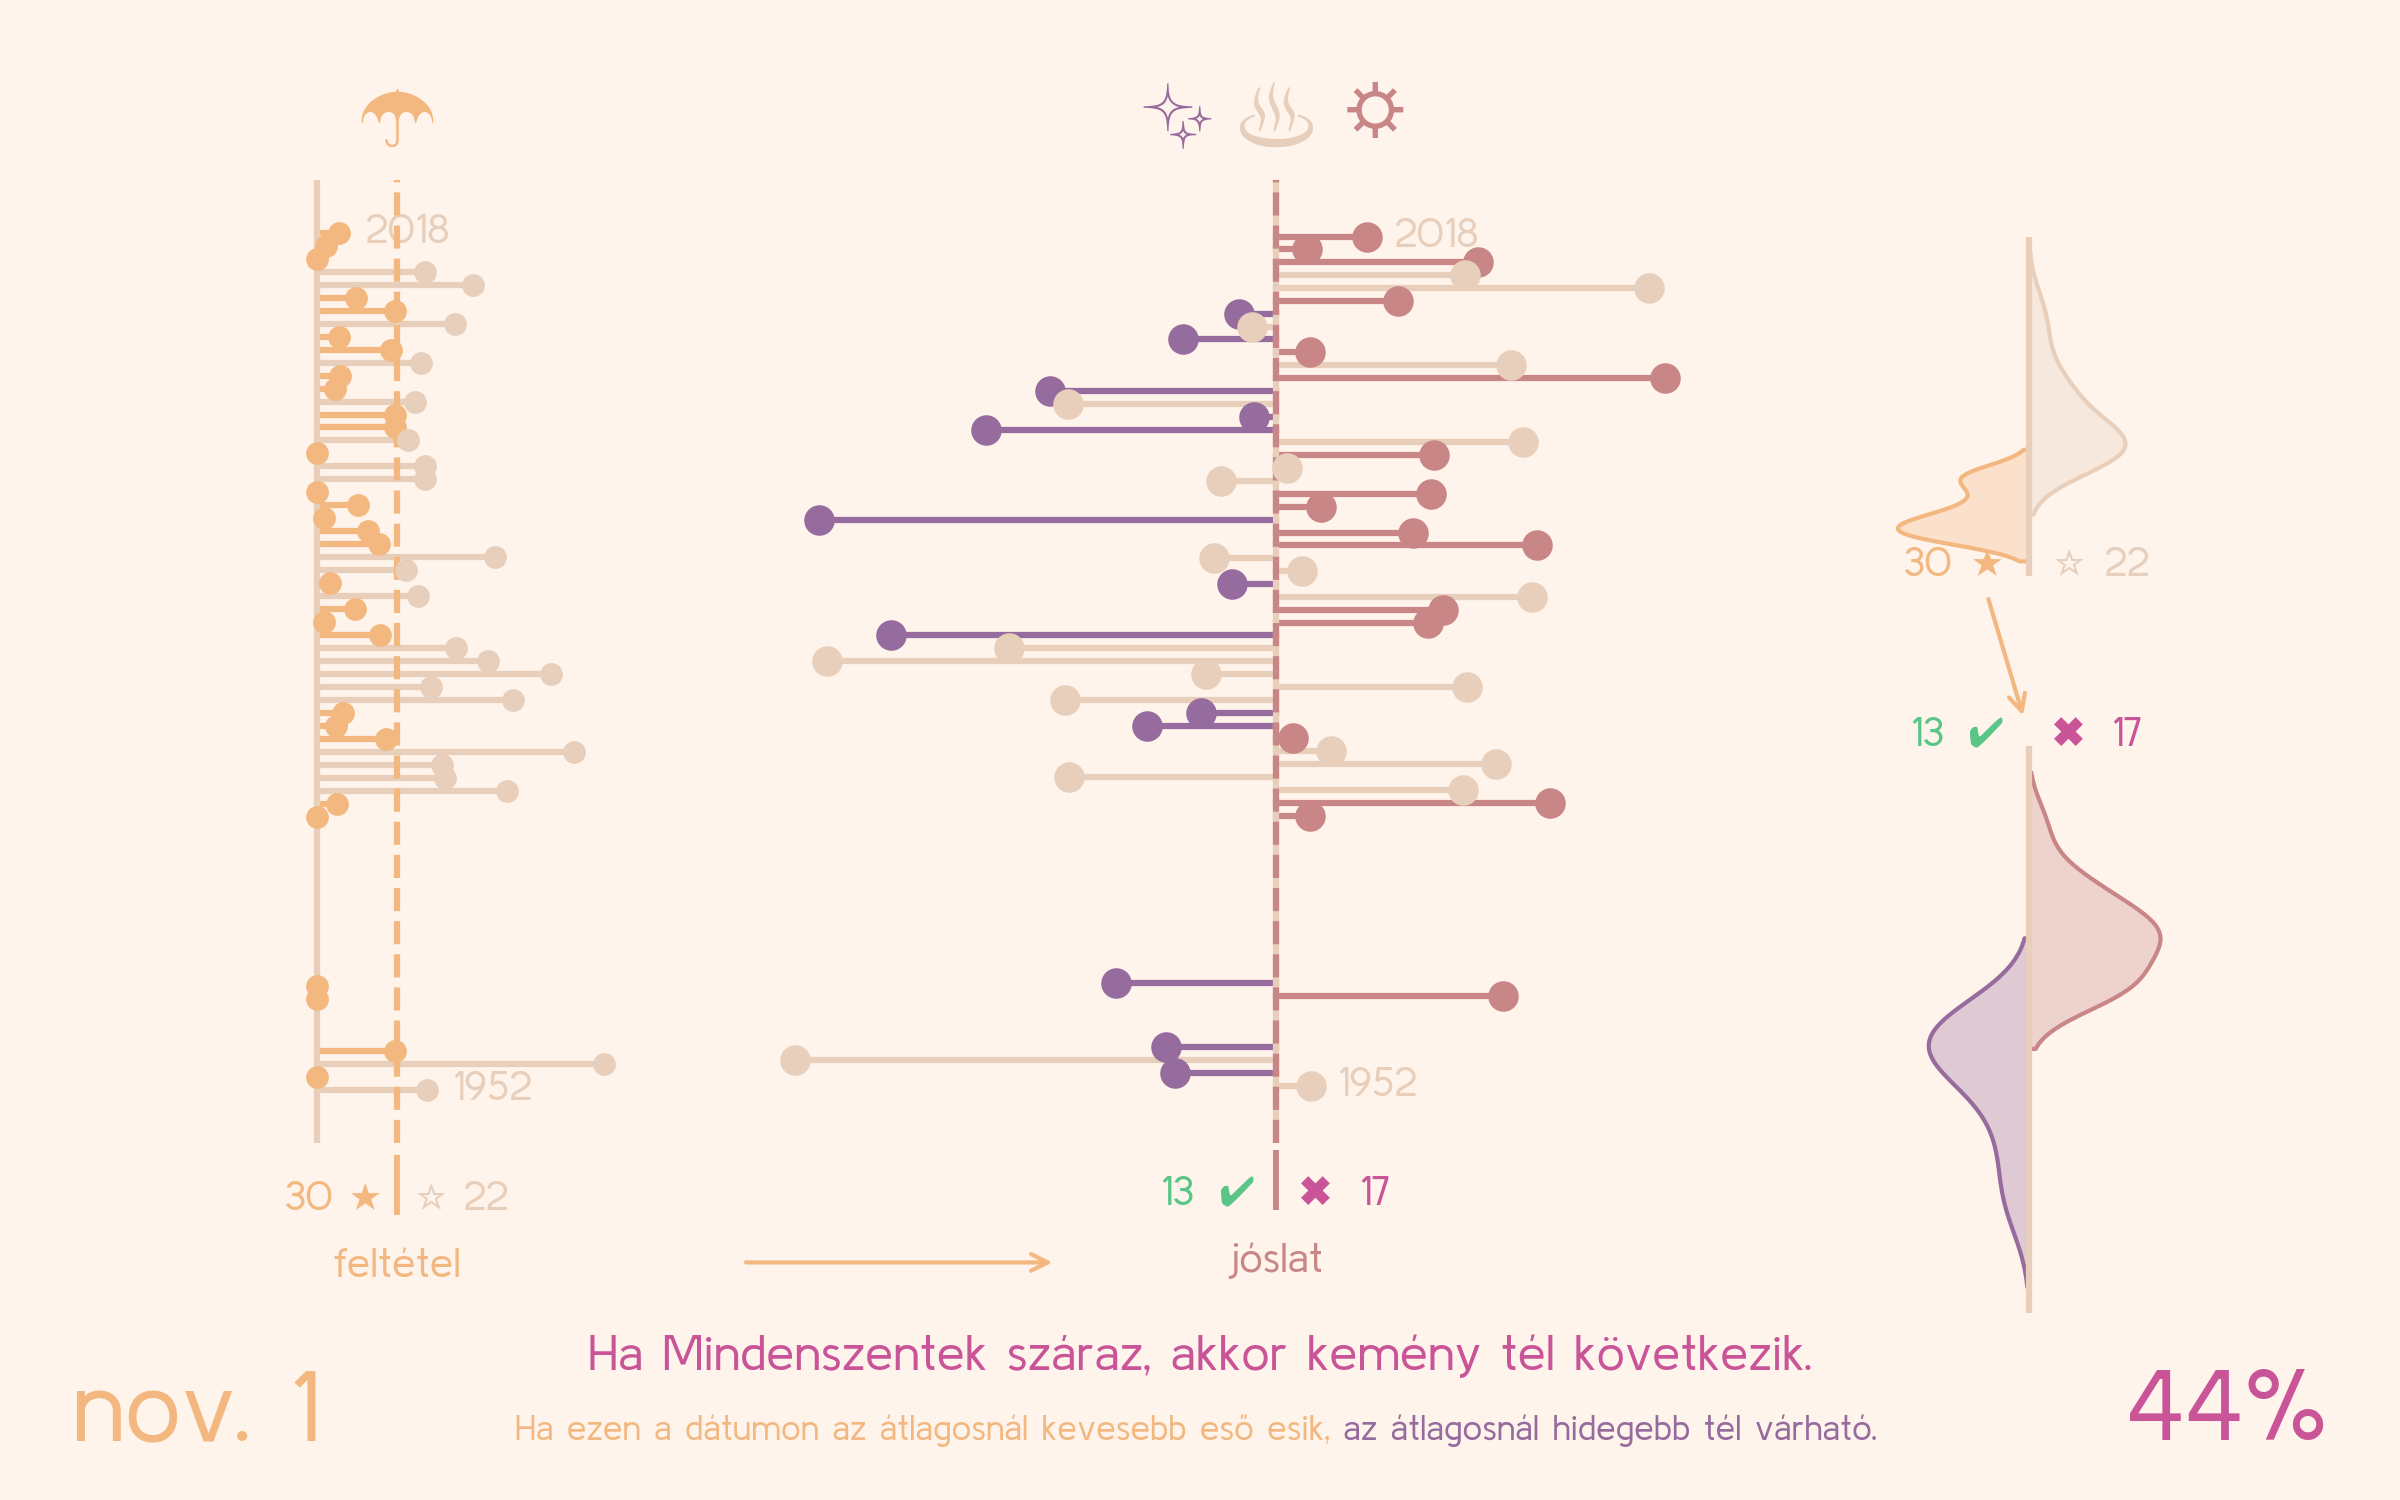 2018
2018
30 ★ ☆ 22
13 ✔ ✖ 17
1952
1952
30 ★ ☆ 22
13 ✔ ✖ 17
feltétel
jóslat
Ha Mindenszentek száraz, akkor kemény tél következik.
nov. 1
44%
Ha ezen a dátumon az átlagosnál kevesebb eső esik, az átlagosnál hidegebb tél várható.